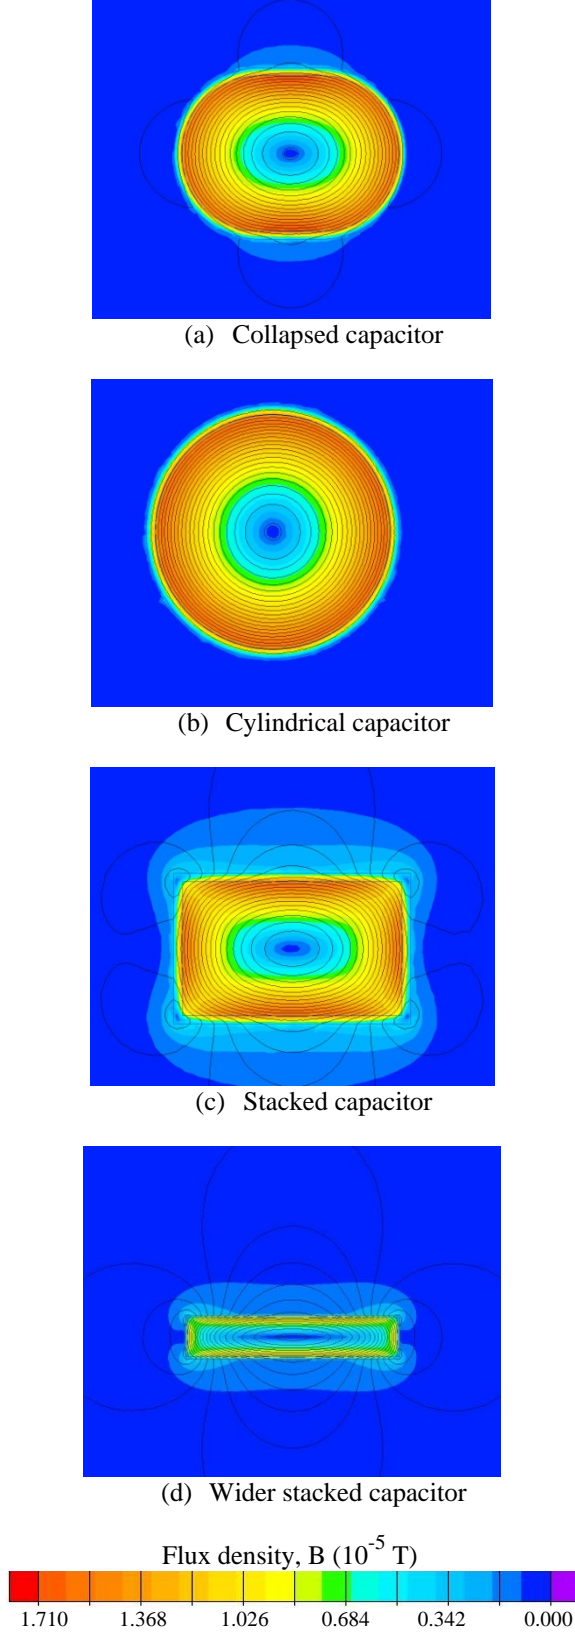 (a) Collapsed capacitor
(b) Cylindrical capacitor
(c) Stacked capacitor
(d) Wider stacked capacitor
Flux density, B (10-5 T)
1.710 1.368 1.026 0.684 0.342 0.000